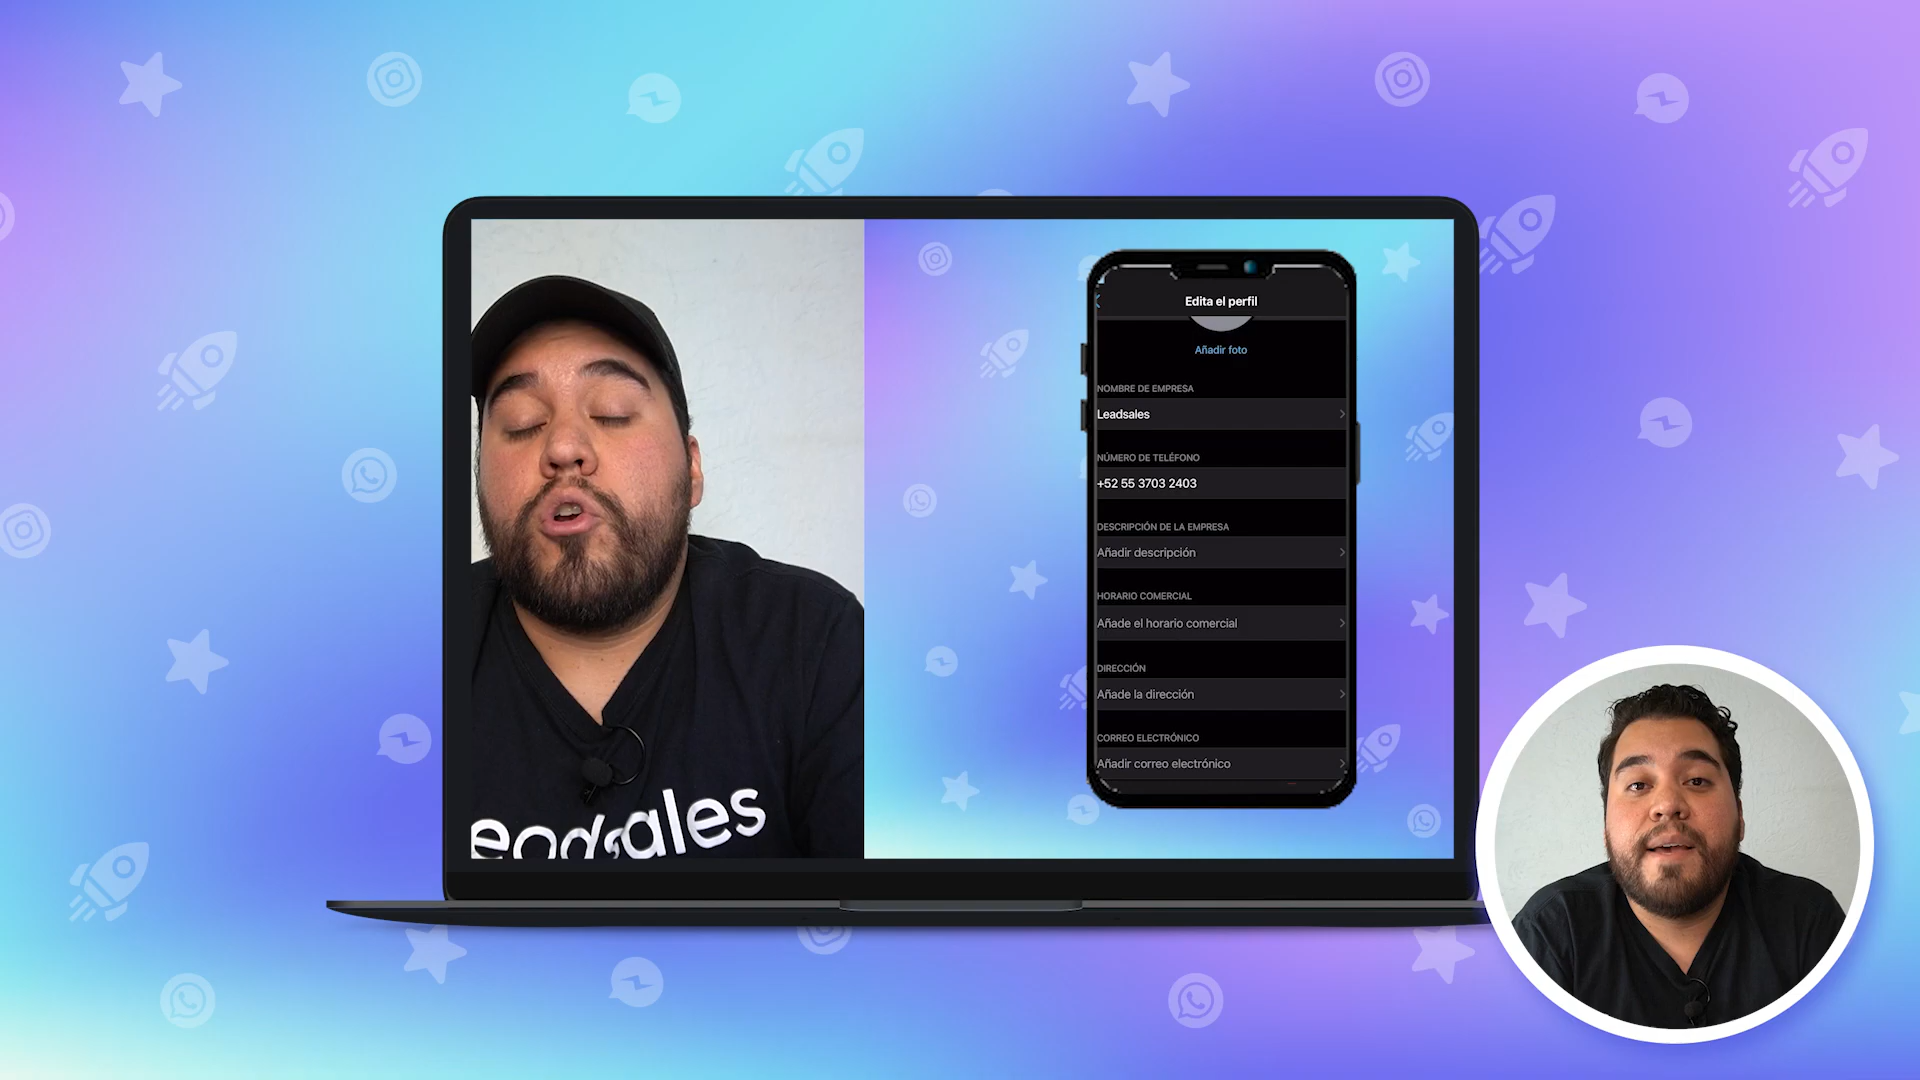 Edita el perfil
Añadir foto
NOMBRE DE EMPRESA
Leadsales
NÚMERO DE TELÉFONO
+52 55 3703 2403
DESCRIPCIÓN DE LA EMPRESA
Añadir descripción
HORARIO COMERCIAL
Añade el horario comercial
DIRECCIÓN
Añade la dirección
CORREO ELECTRÓNICO
Añadir correo electrónico
eadsales